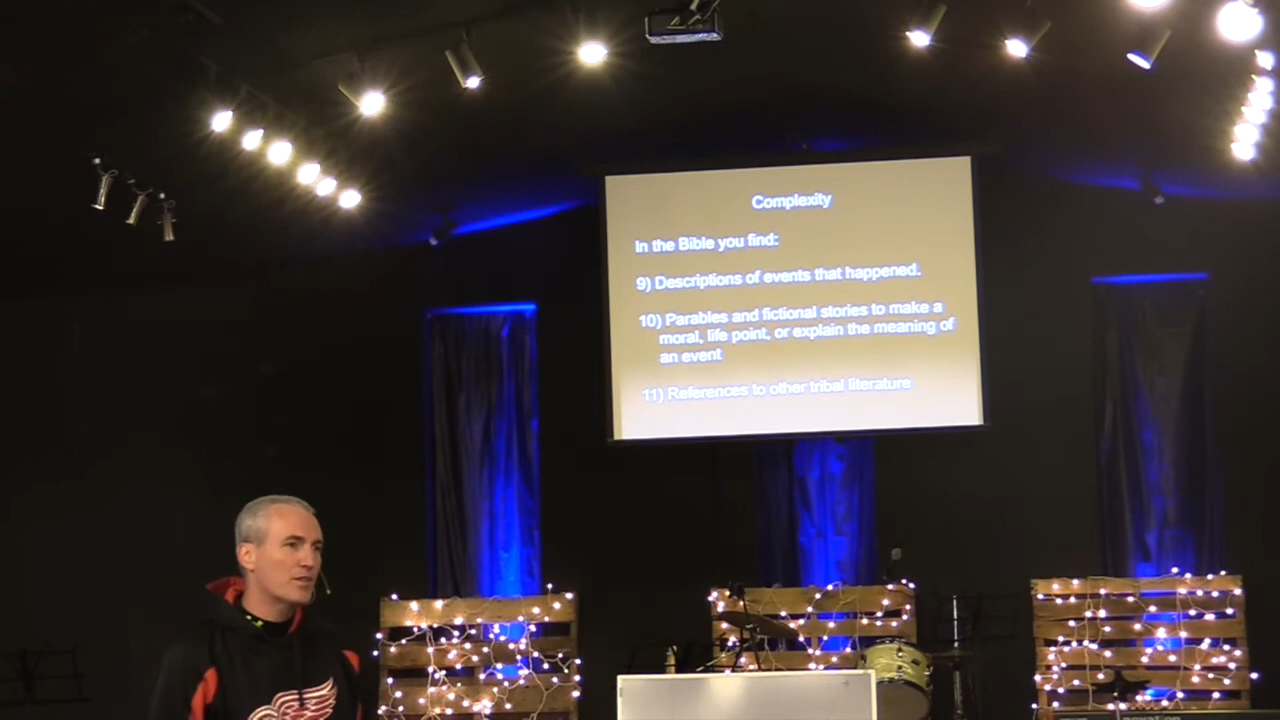 Complexity
In the Bible you find:
9) Descriptions of events that happened.
10) Parables and fictional stories to make a
moral, life point, or explain the meaning of
an event
11) References to other tribal literature